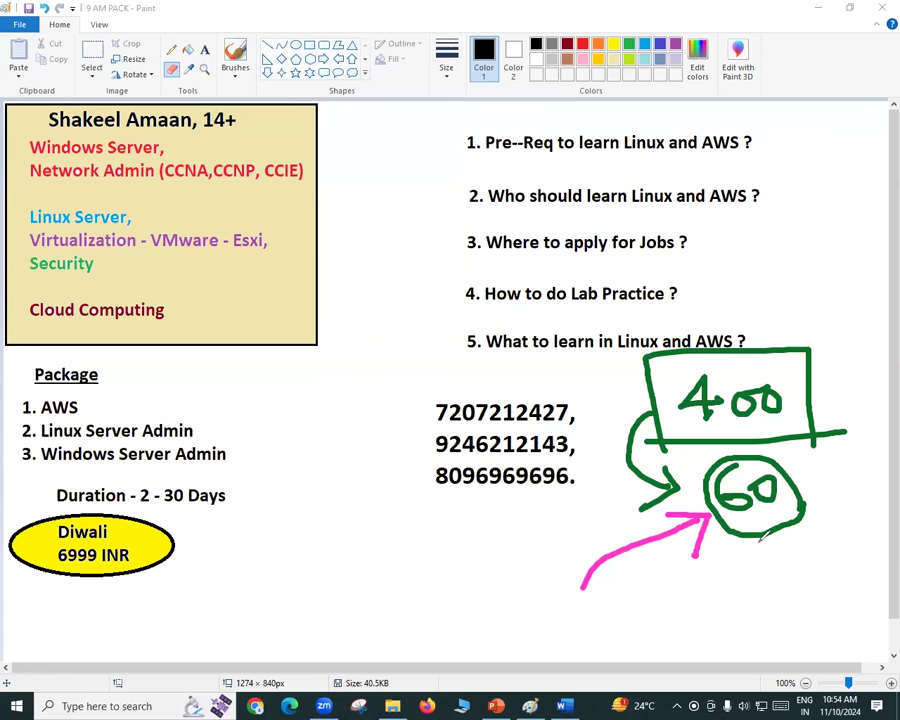 9 AM PACK - Paint
File
Home
View
Paste
Cut
Copy
Clipboard
Select
Crop
Resize
Rotate
Image
A
Tools
Brushes
Outline
Fill
Shapes
Size
Color
1
Color
2
Edit
colors
Colors
Edit with
Paint 3D
Shakeel Amaan, 14+
Windows Server,
Network Admin (CCNA,CCNP, CCIE)
Linux Server,
Virtualization - VMware - Esxi,
Security
Cloud Computing
1. Pre--Req to learn Linux and AWS ?
2. Who should learn Linux and AWS ?
3. Where to apply for Jobs ?
4. How to do Lab Practice ?
5. What to learn in Linux and AWS ?
Package
1. AWS
2. Linux Server Admin
3. Windows Server Admin
Duration - 2 - 30 Days
Diwali
6999 INR
7207212427,
9246212143,
8096969696.
400
60
1274 × 840px
Size: 40.5KB
100%
Type here to search
zm
24°C
ENG
IN
10:54 AM
11/10/2024